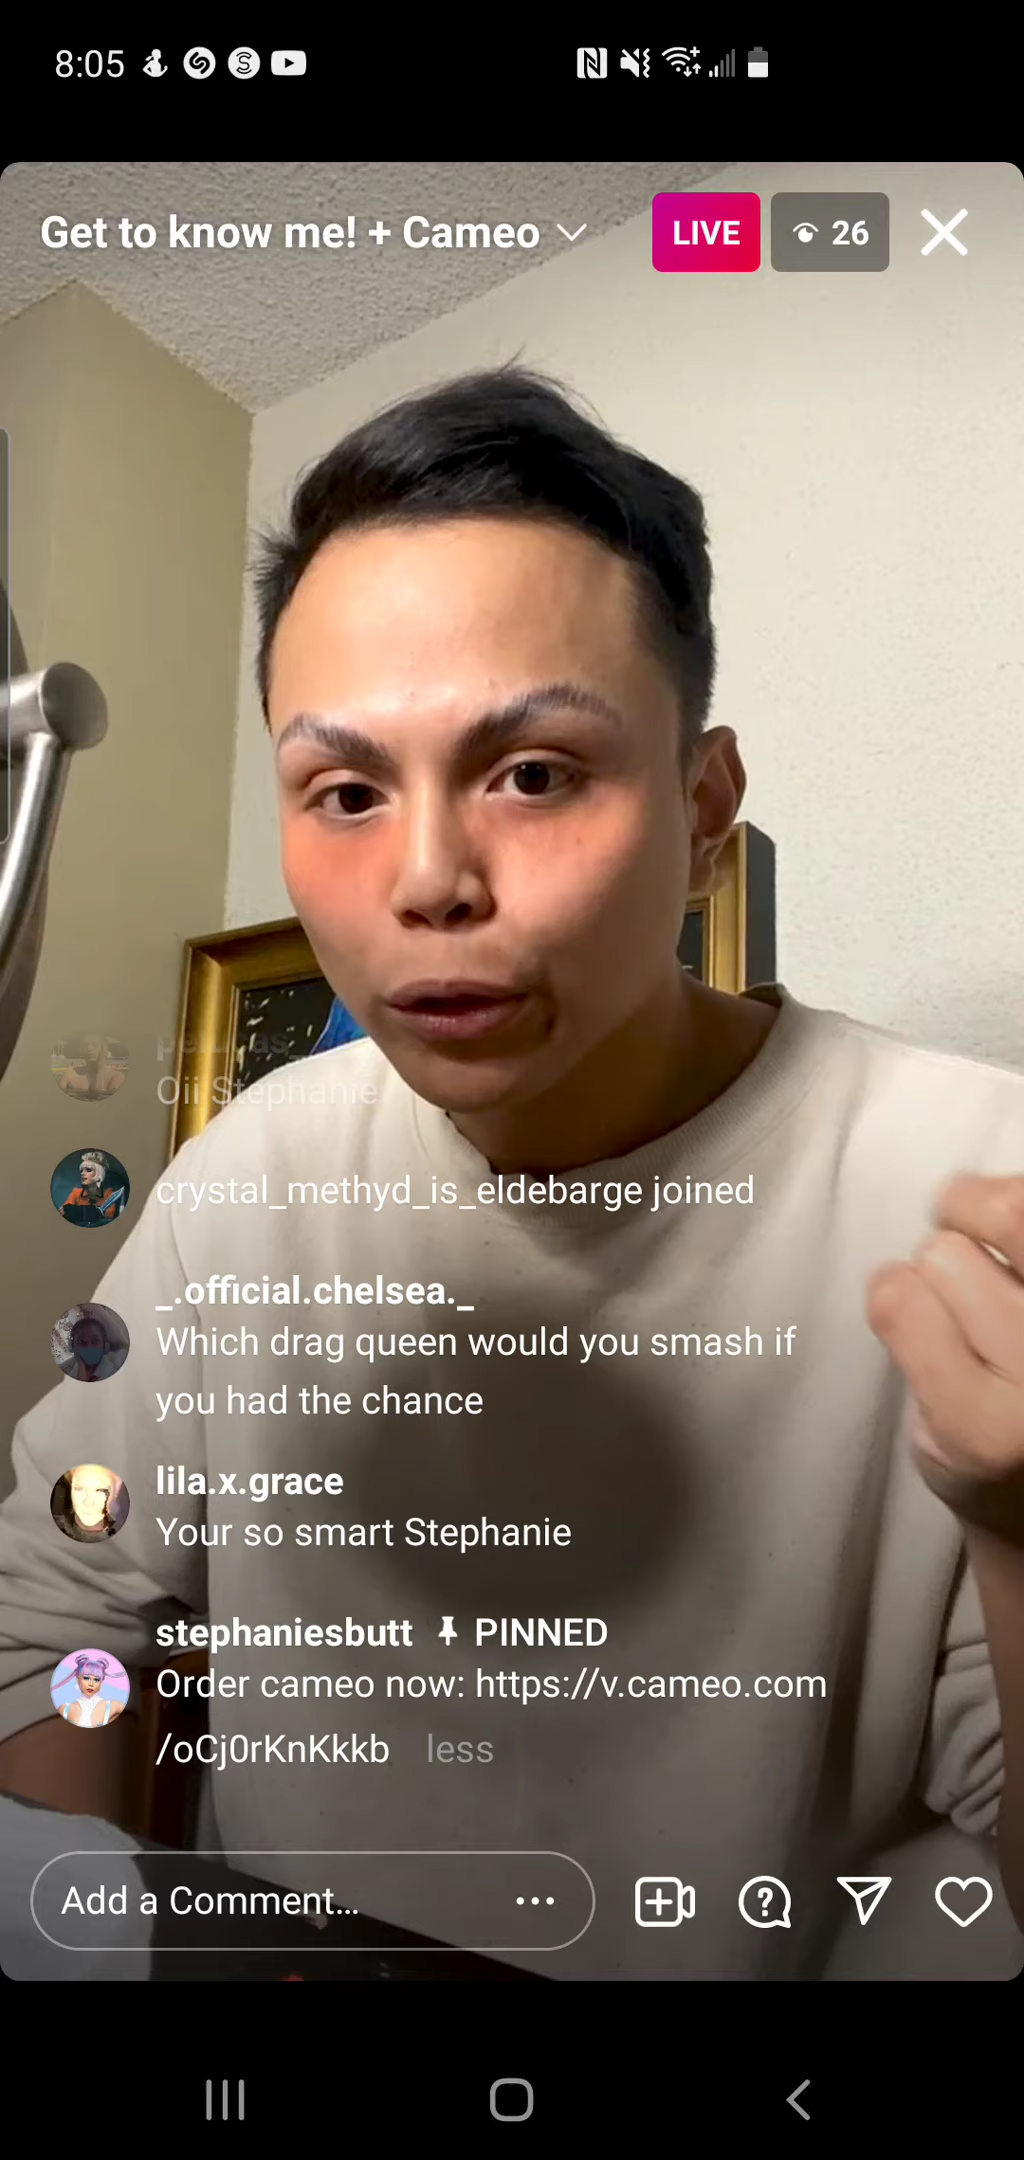 8:05
Get to know me! + Cameo
LIVE
26
Oii Stephanie
crystal_methyd_is_eldebarge joined
_.official.chelsea._
Which drag queen would you smash if
you had the chance
lila.x.grace
Your so smart Stephanie
stephaniesbutt PINNED
Order cameo now: https://v.cameo.com
/oCj0rKnKkkb less
Add a Comment...